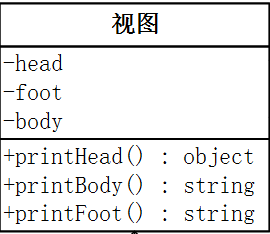 视图
-head
-foot
-body
+printHead() : object
+printBody() : string
+printFoot() : string